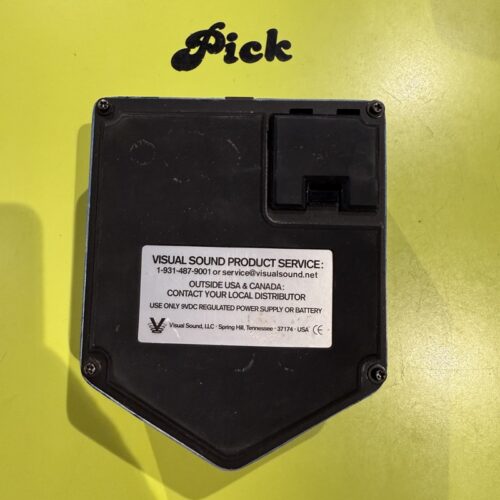 Pick
VISUAL SOUND PRODUCT SERVICE:
1-931-487-9001 or service@visualsound.net
OUTSIDE USA & CANADA:
CONTACT YOUR LOCAL DISTRIBUTOR
USE ONLY 9VDC REGULATED POWER SUPPLY OR BATTERY
Visual Sound, LLC · Spring Hill, Tennessee · 37174 · USA CE